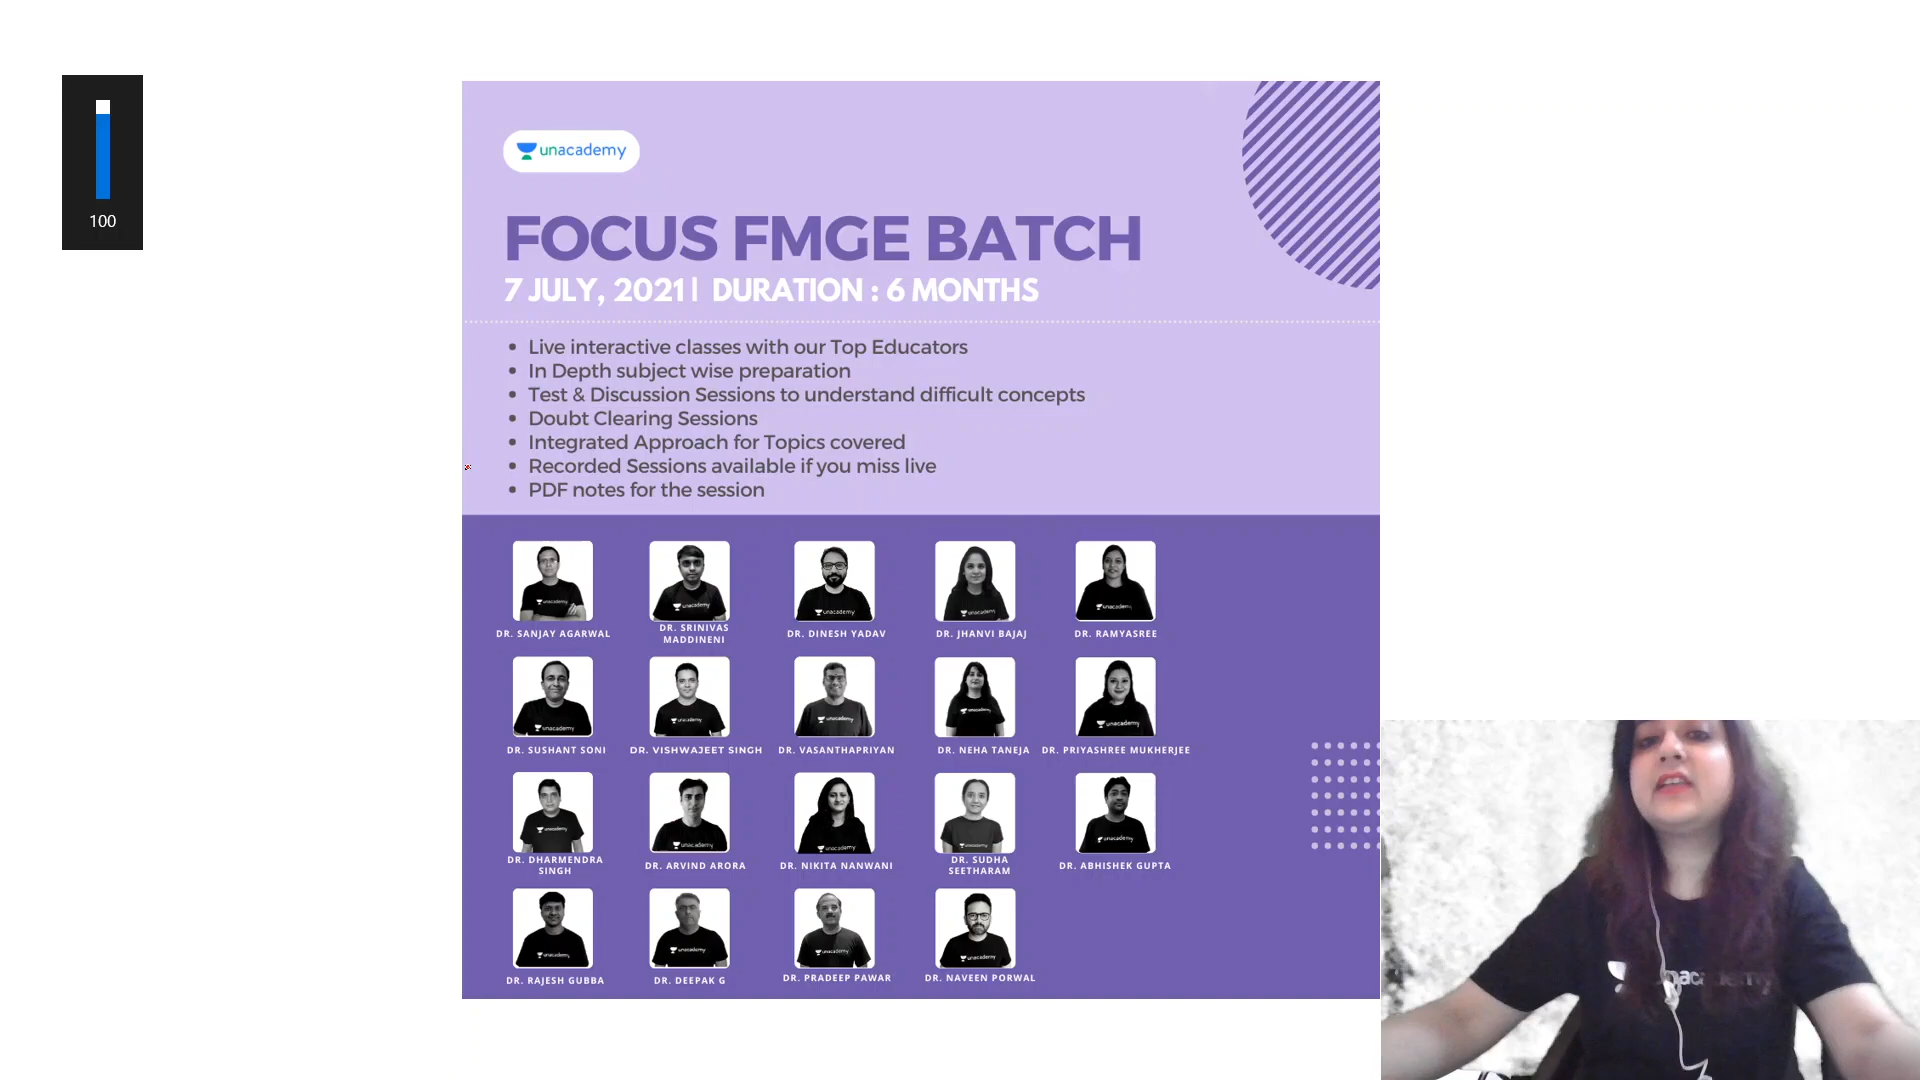 100
unacademy
FOCUS FMGE BATCH
7 JULY, 2021 | DURATION : 6 MONTHS
• Live interactive classes with our Top Educators
• In Depth subject wise preparation
• Test & Discussion Sessions to understand difficult concepts
• Doubt Clearing Sessions
• Integrated Approach for Topics covered
• Recorded Sessions available if you miss live
• PDF notes for the session
DR. SANJAY AGARWAL
DR. SRINIVAS
MADDINENI
DR. DINESH YADAV
DR. JHANVI BAJAJ
DR. RAMYASREE
DR. SUSHANT SONI
DR. VISHWAJEET SINGH
DR. VASANTHAPRIYAN
DR. NEHA TANEJA
DR. PRIYASHREE MUKHERJEE
DR. DHARMENDRA
SINGH
DR. ARVIND ARORA
DR. NIKITA NANWANI
DR. SUDHA
SEETHARAM
DR. ABHISHEK GUPTA
DR. RAJESH GUBBA
DR. DEEPAK G
DR. PRADEEP PAWAR
DR. NAVEEN PORWAL